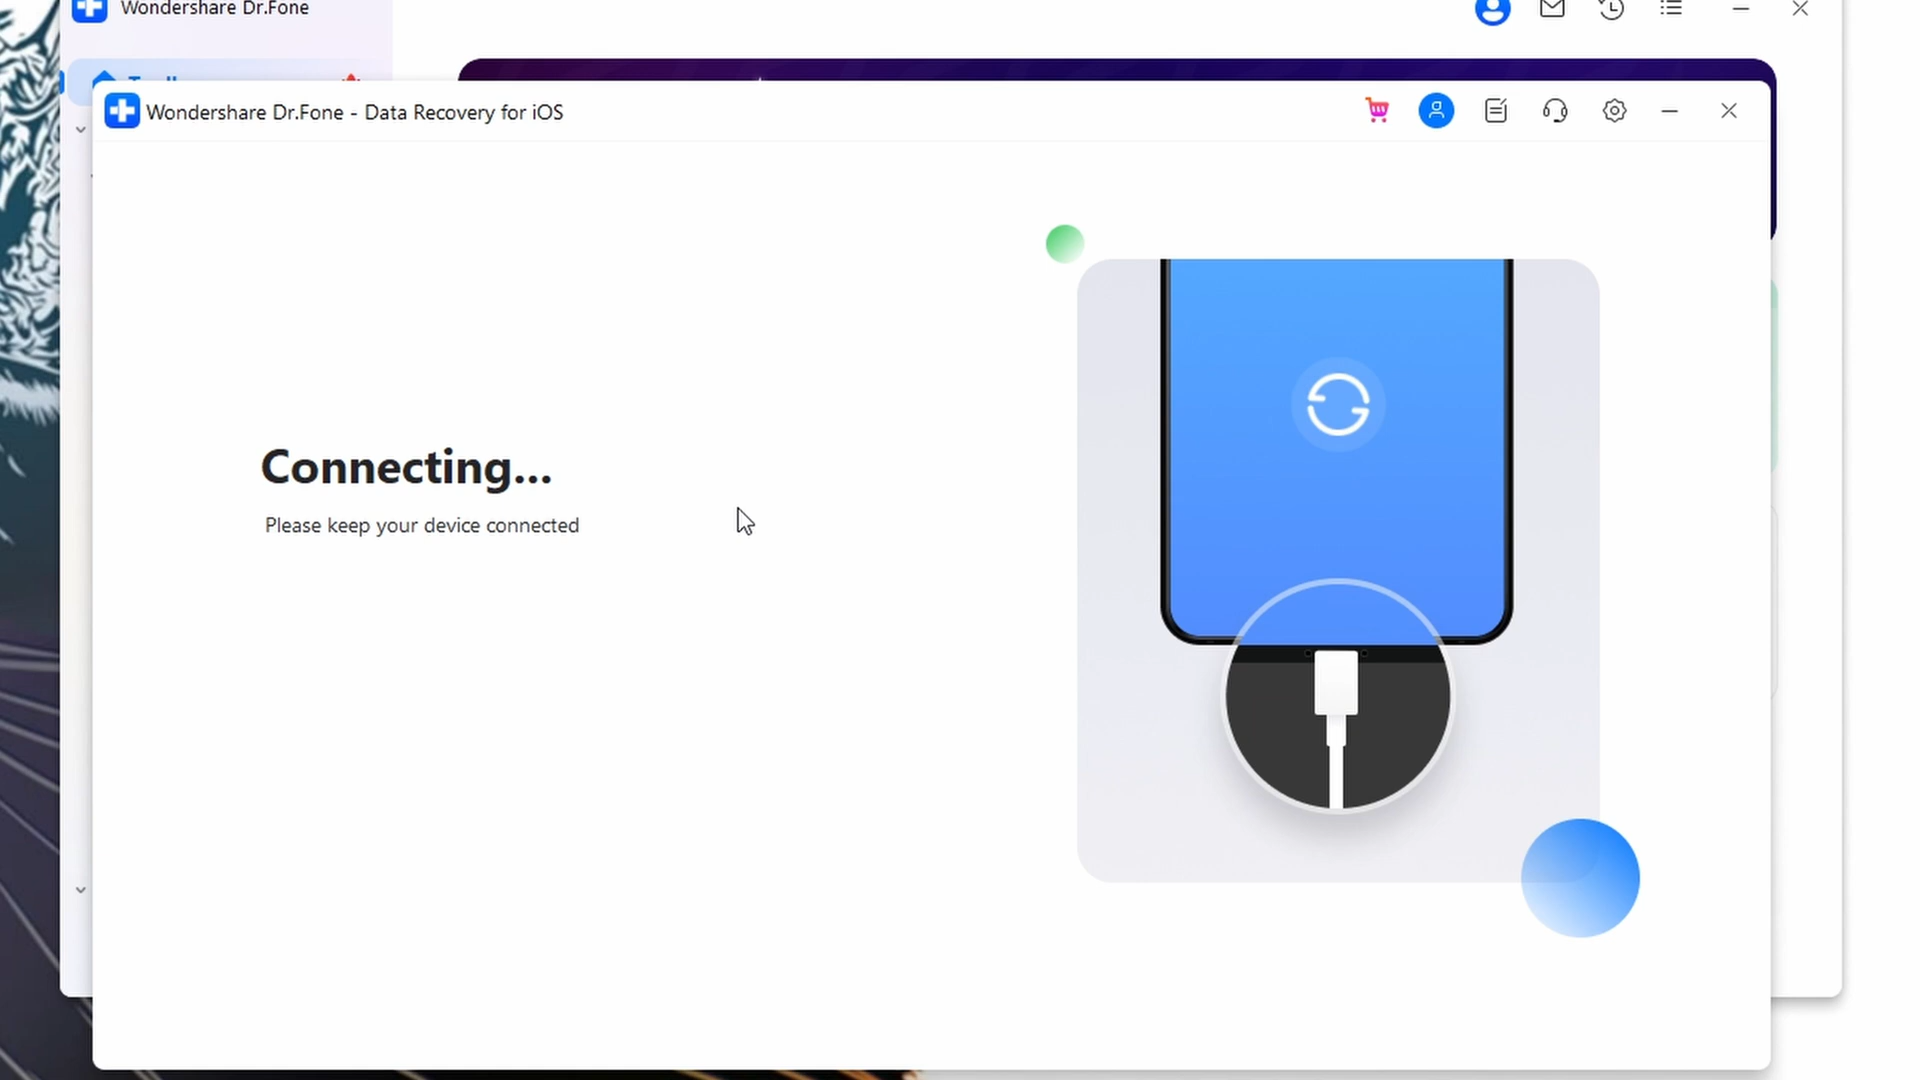 Wondershare Dr.Fone
Wondershare Dr.Fone - Data Recovery for iOS
Connecting...
Please keep your device connected